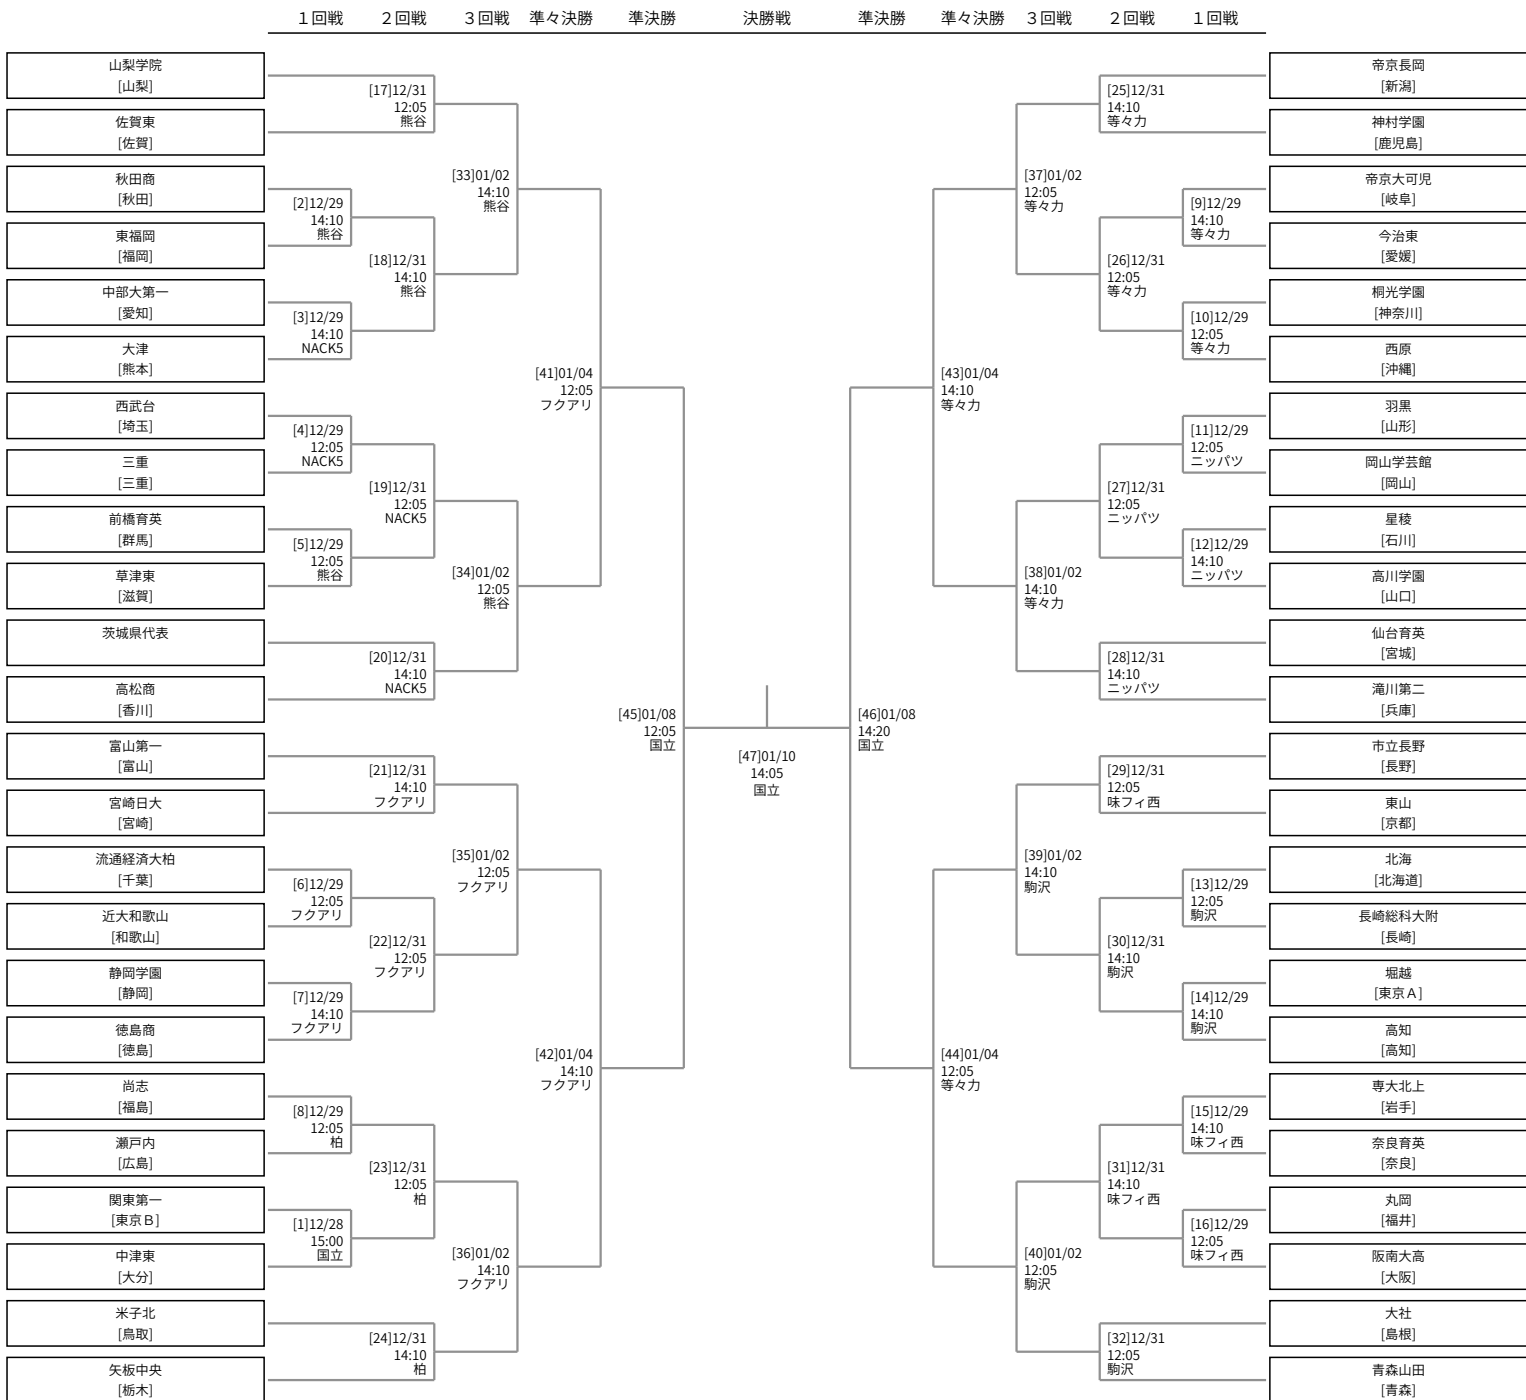 １回戦 ２回戦 ３回戦 準々決勝 準決勝 決勝戦 準決勝 準々決勝 ３回戦 ２回戦 １回戦
山梨学院
[山梨]
佐賀東
[佐賀]
秋田商
[秋田]
東福岡
[福岡]
中部大第一
[愛知]
大津
[熊本]
西武台
[埼玉]
三重
[三重]
前橋育英
[群馬]
草津東
[滋賀]
茨城県代表
高松商
[香川]
富山第一
[富山]
宮崎日大
[宮崎]
流通経済大柏
[千葉]
近大和歌山
[和歌山]
静岡学園
[静岡]
徳島商
[徳島]
尚志
[福島]
瀬戸内
[広島]
関東第一
[東京Ｂ]
中津東
[大分]
米子北
[鳥取]
矢板中央
[栃木]
[2]12/29
14:10
熊谷
[3]12/29
14:10
NACK5
[4]12/29
12:05
NACK5
[5]12/29
12:05
熊谷
[6]12/29
12:05
フクアリ
[7]12/29
14:10
フクアリ
[8]12/29
12:05
柏
[1]12/28
15:00
国立
[17]12/31
12:05
熊谷
[18]12/31
14:10
熊谷
[19]12/31
12:05
NACK5
[20]12/31
14:10
NACK5
[21]12/31
14:10
フクアリ
[22]12/31
12:05
フクアリ
[23]12/31
12:05
柏
[24]12/31
14:10
柏
[33]01/02
14:10
熊谷
[34]01/02
12:05
熊谷
[35]01/02
12:05
フクアリ
[36]01/02
14:10
フクアリ
[41]01/04
12:05
フクアリ
[42]01/04
14:10
フクアリ
[45]01/08
12:05
国立
[47]01/10
14:05
国立
[46]01/08
14:20
国立
[43]01/04
14:10
等々力
[44]01/04
12:05
等々力
[37]01/02
12:05
等々力
[38]01/02
14:10
等々力
[39]01/02
14:10
駒沢
[40]01/02
12:05
駒沢
[25]12/31
14:10
等々力
[26]12/31
12:05
等々力
[27]12/31
12:05
ニッパツ
[28]12/31
14:10
ニッパツ
[29]12/31
12:05
味フィ西
[30]12/31
14:10
駒沢
[31]12/31
14:10
味フィ西
[32]12/31
12:05
駒沢
[9]12/29
14:10
等々力
[10]12/29
12:05
等々力
[11]12/29
12:05
ニッパツ
[12]12/29
14:10
ニッパツ
[13]12/29
12:05
駒沢
[14]12/29
14:10
駒沢
[15]12/29
14:10
味フィ西
[16]12/29
12:05
味フィ西
帝京長岡
[新潟]
神村学園
[鹿児島]
帝京大可児
[岐阜]
今治東
[愛媛]
桐光学園
[神奈川]
西原
[沖縄]
羽黒
[山形]
岡山学芸館
[岡山]
星稜
[石川]
高川学園
[山口]
仙台育英
[宮城]
滝川第二
[兵庫]
市立長野
[長野]
東山
[京都]
北海
[北海道]
長崎総科大附
[長崎]
堀越
[東京Ａ]
高知
[高知]
専大北上
[岩手]
奈良育英
[奈良]
丸岡
[福井]
阪南大高
[大阪]
大社
[島根]
青森山田
[青森]